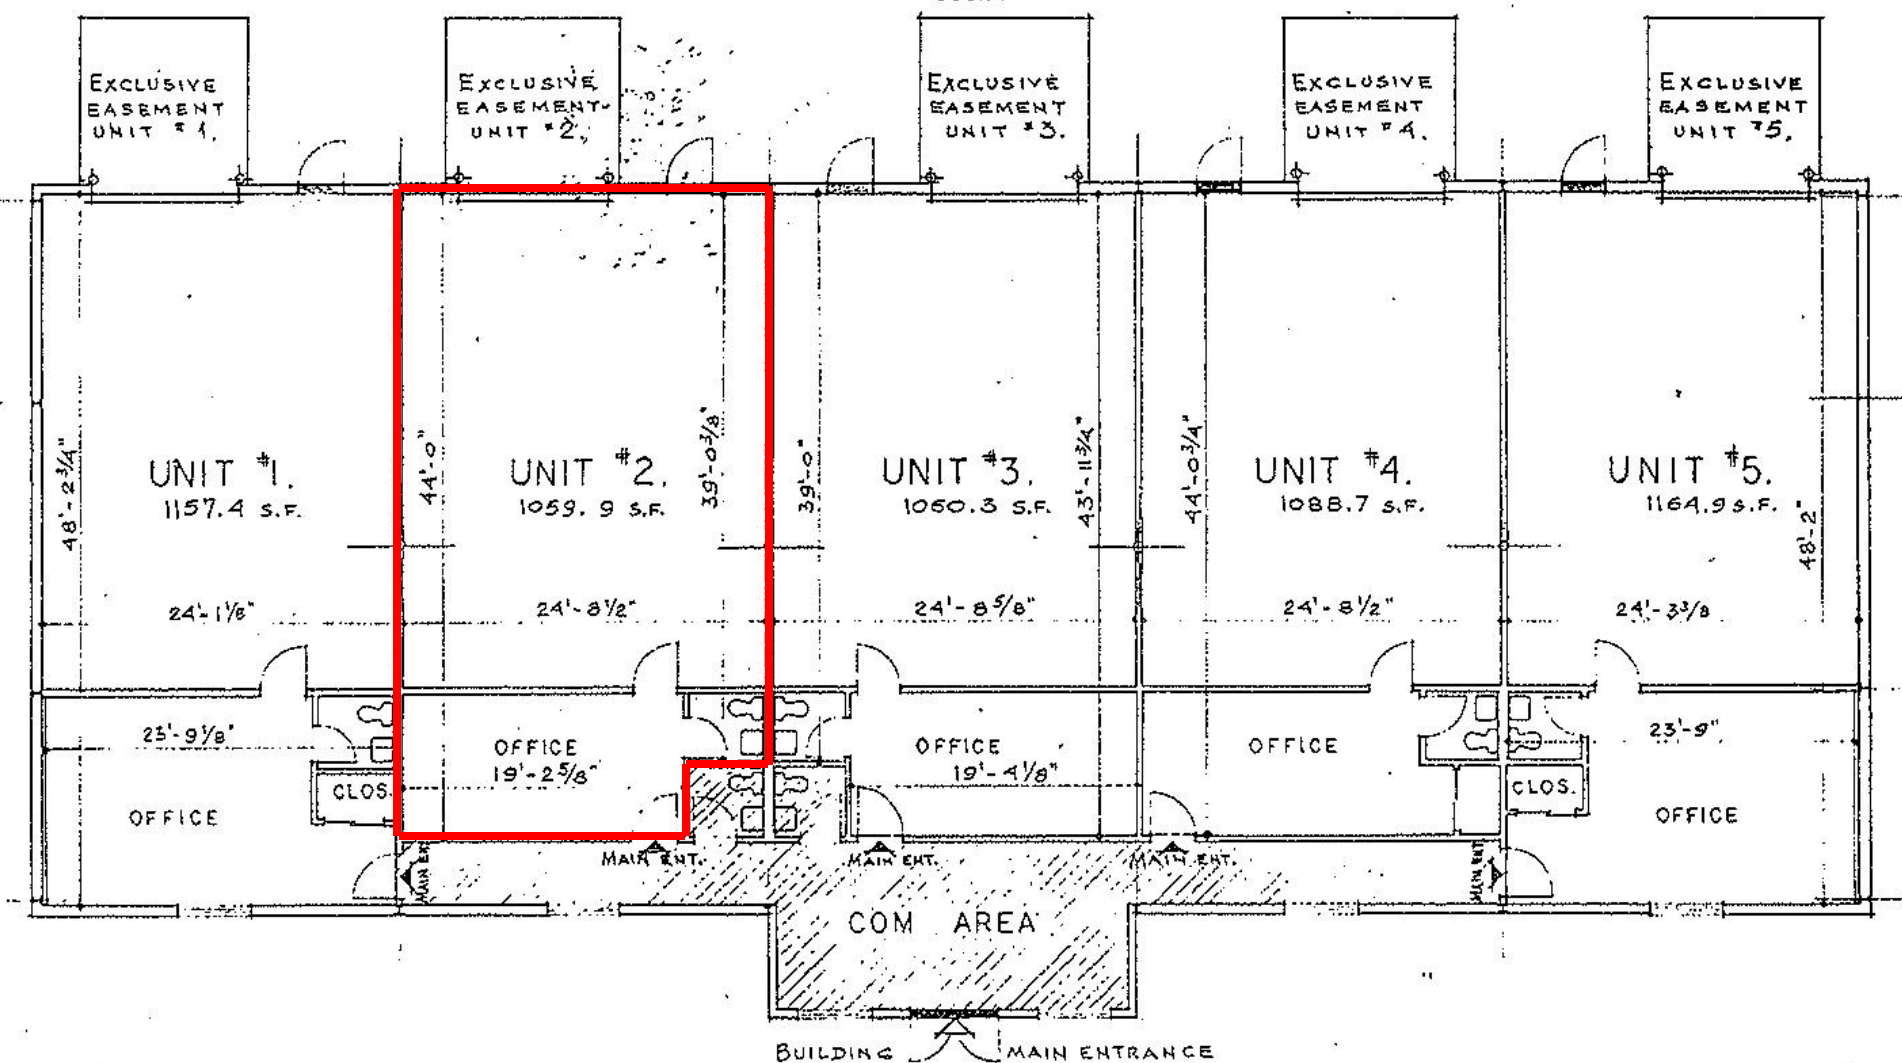 EXCLUSIVE
EASEMENT
UNIT #1.
EXCLUSIVE
EASEMENT
UNIT #2.
EXCLUSIVE
EASEMENT
UNIT #3.
EXCLUSIVE
EASEMENT
UNIT #4.
EXCLUSIVE
EASEMENT
UNIT #5.
48'-2 3/4"
UNIT #1.
1157.4 S.F.
24'-1 1/8"
44'-0"
UNIT #2.
1059.9 S.F.
24'-8 1/2"
39'-0 3/8"
39'-0"
UNIT #3.
1060.3 S.F.
24'-8 5/8"
43'-11 3/4"
44'-0 3/4"
UNIT #4.
1088.7 S.F.
24'-8 1/2"
UNIT #5.
1164.9 S.F.
24'-3 3/8
48'-2"
23'-9 1/8"
CLOS.
OFFICE
OFFICE
19'-2 5/8"
OFFICE
19'-4 1/8"
OFFICE
23'-9"
CLOS.
OFFICE
MAIN ENT.
MAIN ENT.
MAIN ENT.
MAIN ENT.
COM AREA
BUILDING MAIN ENTRANCE